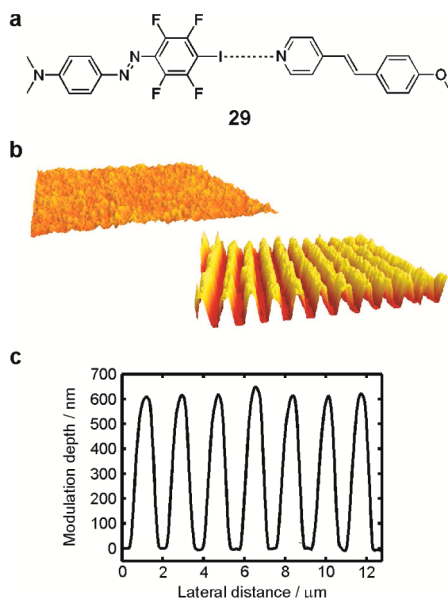 a
F F
N N N I N
F F O
29
b
c
700
600
500
400
300
200
100
0
Modulation depth / nm
0 2 4 6 8 10 12
Lateral distance / μm